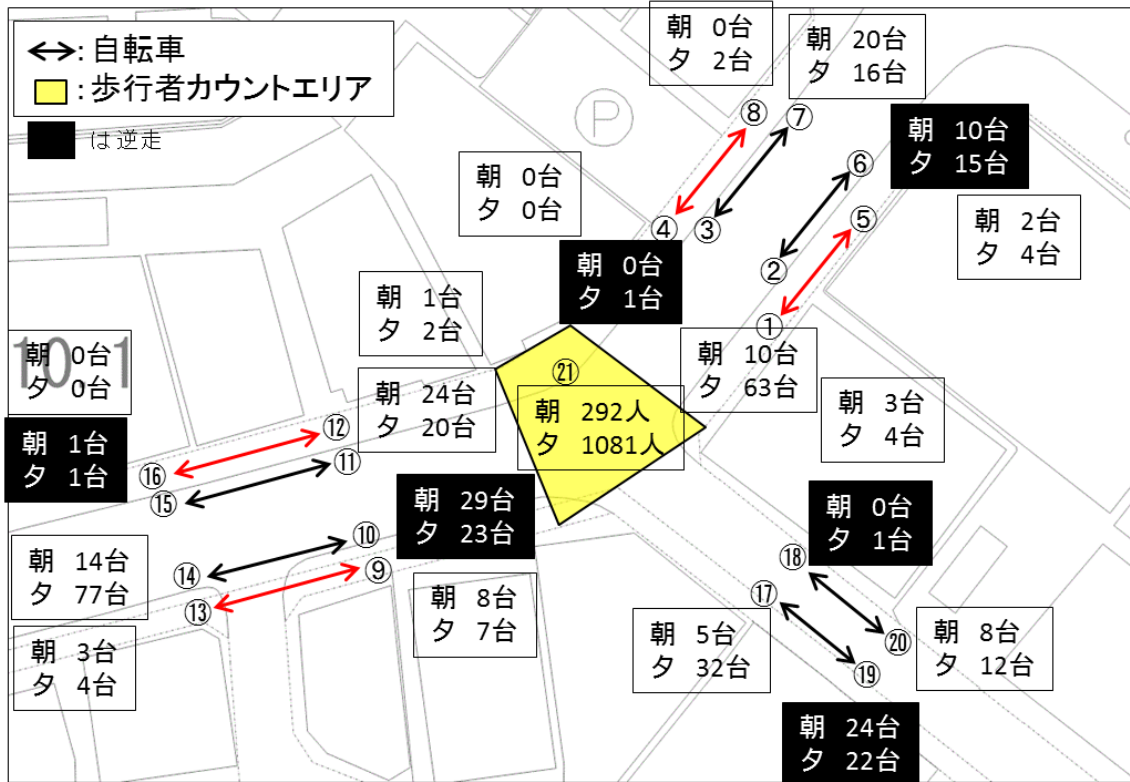 ↔: 自転車
: 歩行者カウントエリア
は逆走
朝 0台
夕 2台
朝 20台
夕 16台
⑧
⑦
P
朝 10台
夕 15台
⑥
朝 0台
夕 0台
④
③
⑤
朝 2台
夕 4台
朝 0台
夕 1台
②
①
朝 1台
夕 2台
10.1
朝 0台
夕 0台
㉑
朝 10台
夕 63台
朝 24台
夕 20台
朝 292人
夕 1081人
朝 3台
夕 4台
朝 1台
夕 1台
⑫
⑪
⑯
⑮
朝 29台
夕 23台
朝 0台
夕 1台
朝 14台
夕 77台
⑩
⑨
⑭
⑬
⑱
⑰
朝 8台
夕 7台
朝 3台
夕 4台
朝 5台
夕 32台
⑳
⑲
朝 8台
夕 12台
朝 24台
夕 22台